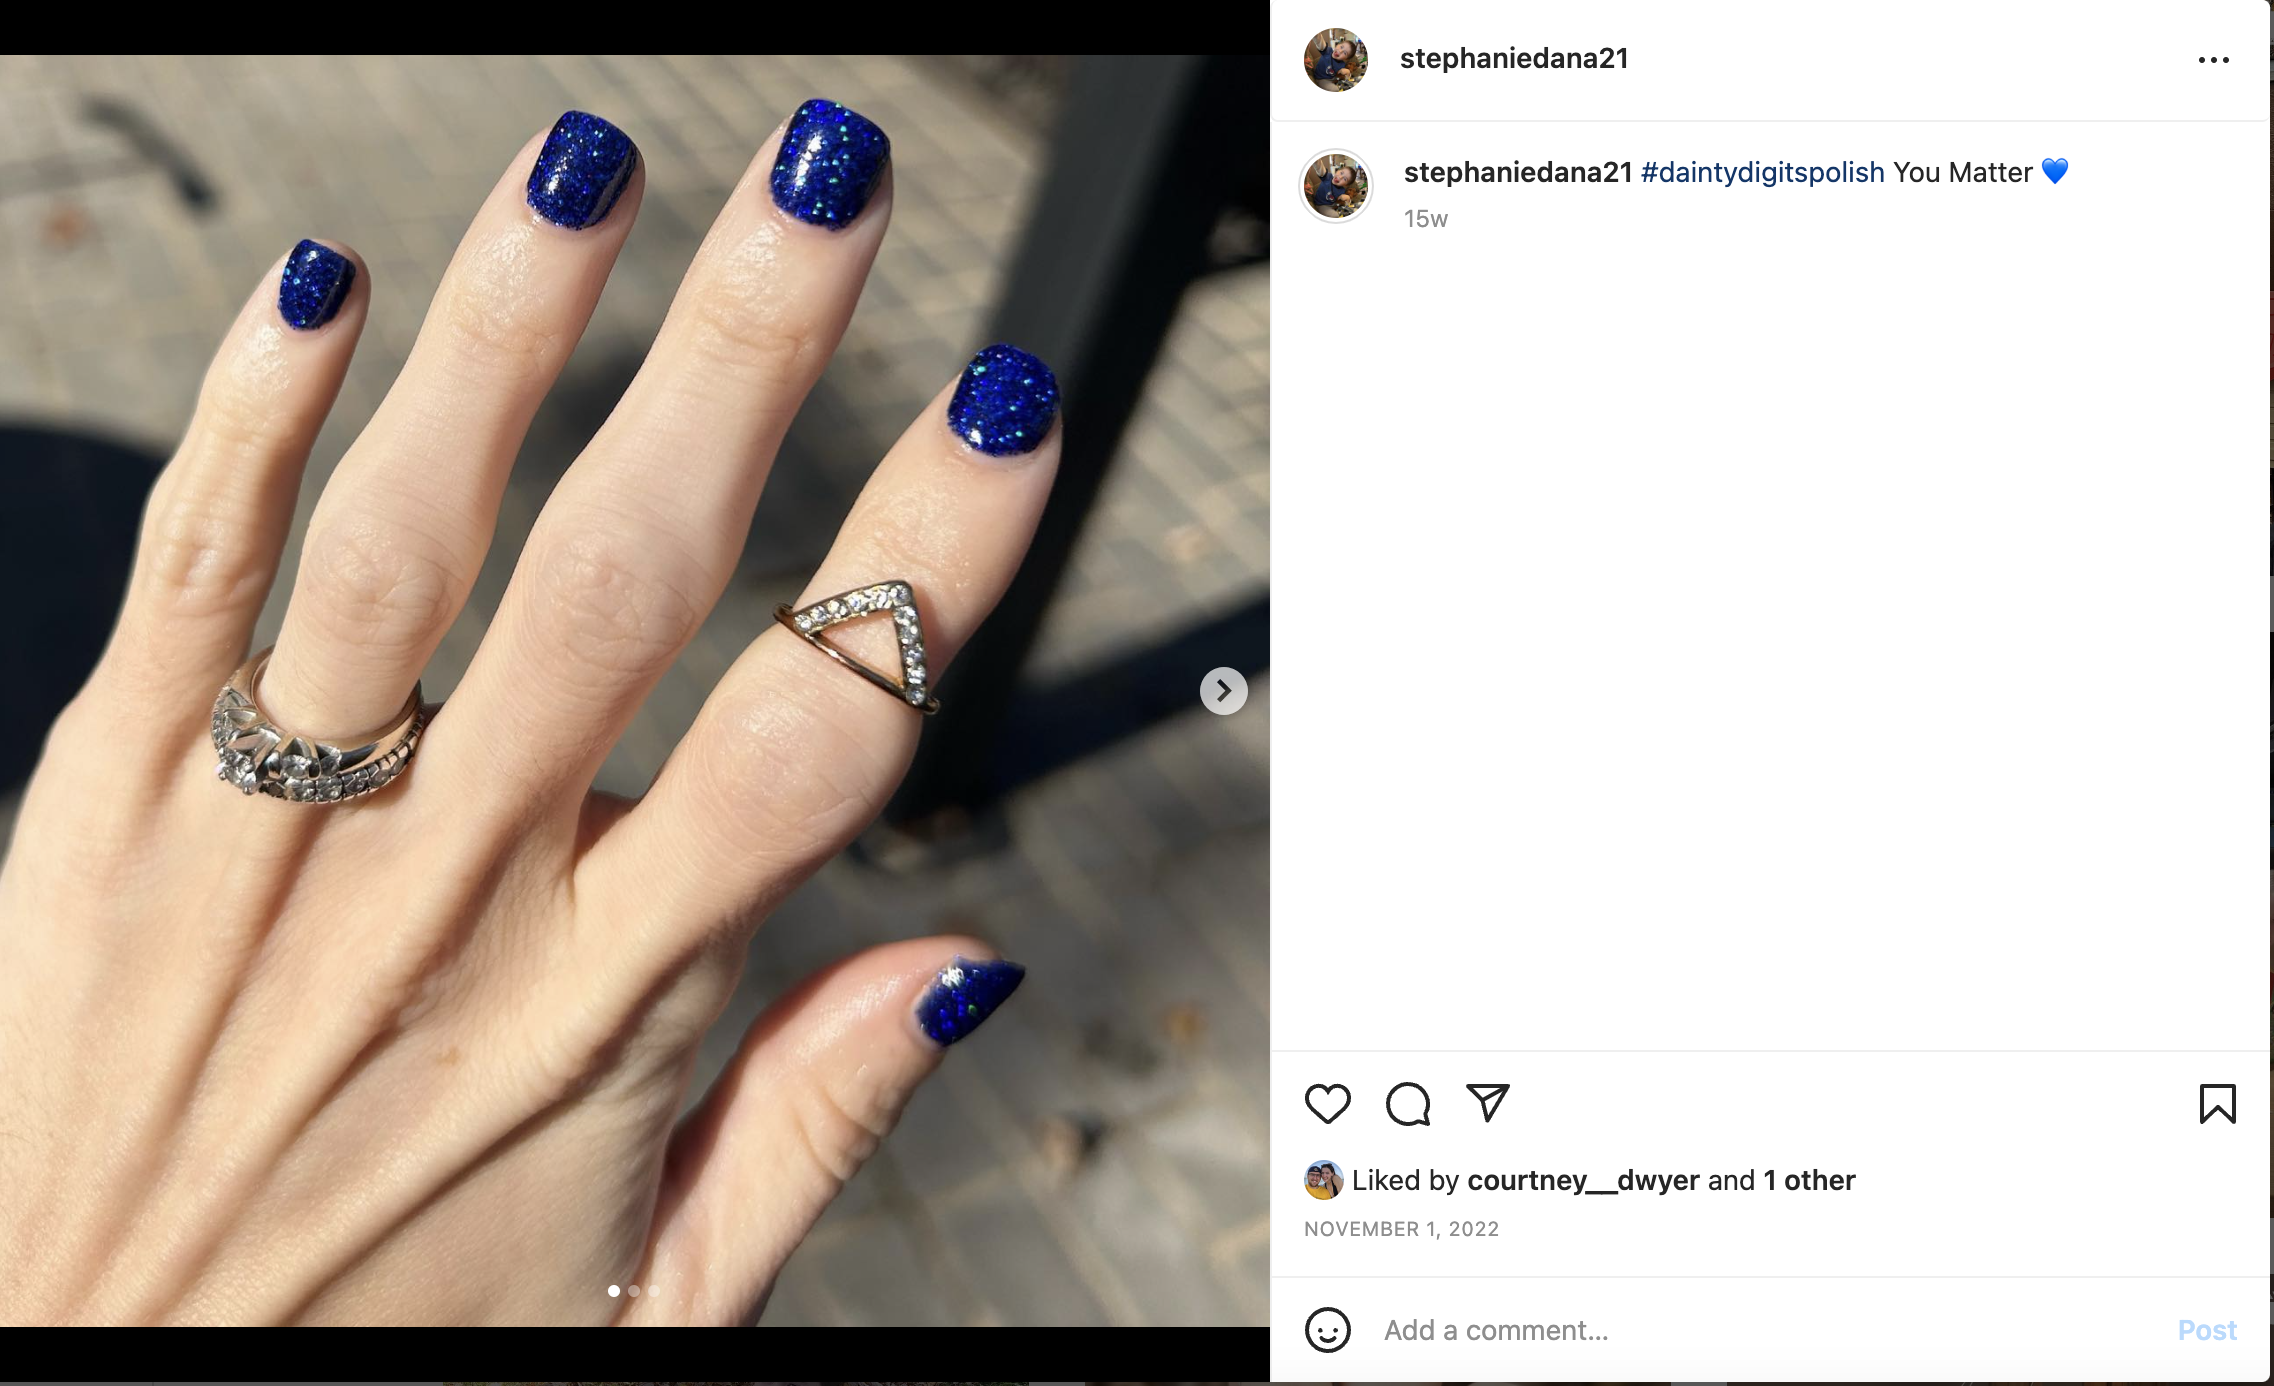 stephaniedana21
stephaniedana21 #daintydigitspolish You Matter 💙
15w
Liked by courtney__dwyer and 1 other
NOVEMBER 1, 2022
Add a comment...
Post